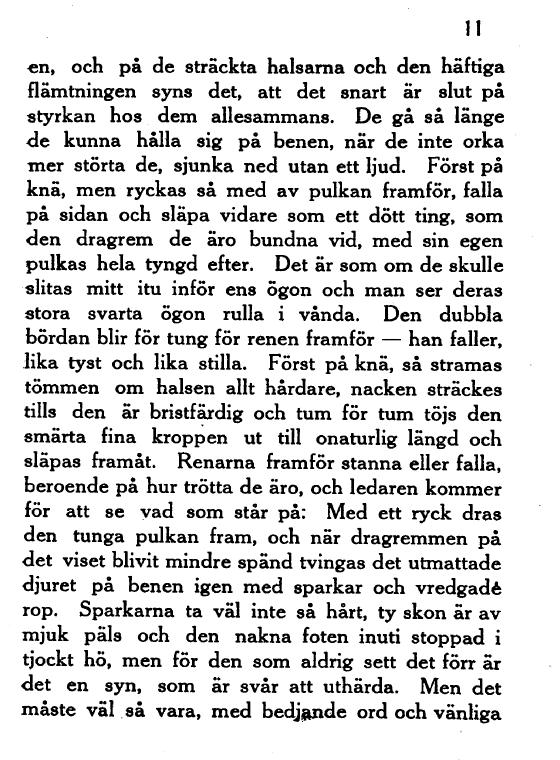 11
en, och på de sträckta halsarna och den häftiga
flämtningen syns det, att det snart är slut på
styrkan hos dem allesammans. De gå så länge
de kunna hålla sig på benen, när de inte orka
mer störta de, sjunka ned utan ett ljud. Först på
knä, men ryckas så med av pulkan framför, falla
på sidan och släpa vidare som ett dött ting, som
den dragrem de äro bundna vid, med sin egen
pulkas hela tyngd efter. Det är som om de skulle
slitas mitt itu inför ens ögon och man ser deras
stora svarta ögon rulla i vånda. Den dubbla
bördan blir för tung för renen framför — han faller,
lika tyst och lika stilla. Först på knä, så stramas
tömmen om halsen allt hårdare, nacken sträckes
tills den är bristfärdig och tum för tum töjs den
smärta fina kroppen ut till onaturlig längd och
släpas framåt. Renarna framför stanna eller falla,
beroende på hur trötta de äro, och ledaren kommer
för att se vad som står på: Med ett ryck dras
den tunga pulkan fram, och när dragremmen på
det viset blivit mindre spänd tvingas det utmattade
djuret på benen igen med sparkar och vredgade
rop. Sparkarna ta väl inte så hårt, ty skon är av
mjuk päls och den nakna foten inuti stoppad i
tjockt hö, men för den som aldrig sett det förr är
det en syn, som är svår att uthärda. Men det
måste väl så vara, med bedjande ord och vänliga